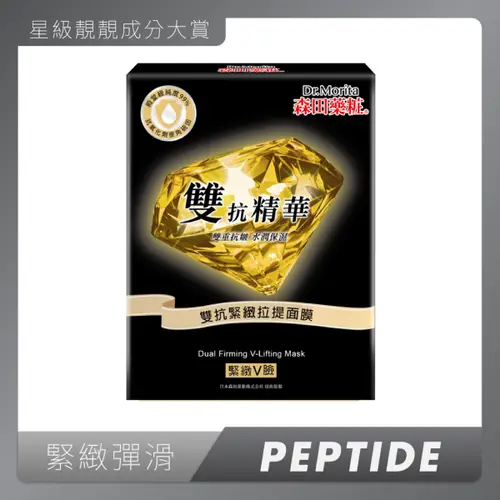 星級靚靚成分大賞
Dr.Morita
森田藥粧®
雙抗精華
雙重抗皺 水潤保濕
雙抗緊緻拉提面膜
Dual Firming V-Lifting Mask
緊緻V臉
緊緻彈滑
PEPTIDE